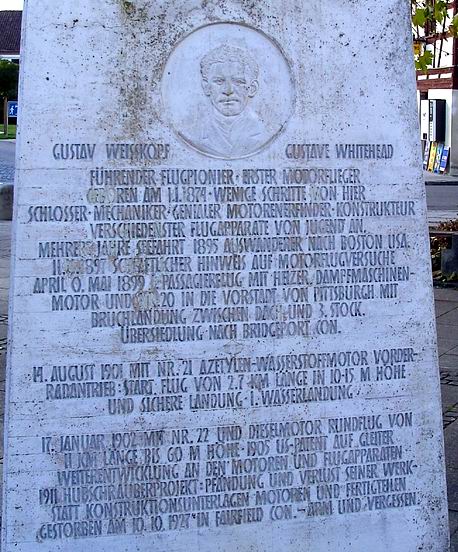 GUSTAV WEISSKOPF GUSTAVE WHITEHEAD
FÜHRENDER FLUGPIONIER · ERSTER MOTORFLIEGER
GEBOREN AM 1.1.1874 · WENIGE SCHRITTE VON HIER
SCHLOSSER · MECHANIKER · GENIALER MOTORENERFINDER · KONSTRUKTEUR
VERSCHIEDENSTER FLUGAPPARATE VON JUGEND AN.
MEHRERE JAHRE SEEFAHRT 1895 AUSWANDERER NACH BOSTON USA.
1897 SCHRIFTLICHER HINWEIS AUF MOTORFLUGVERSUCHE
APRIL O. MAI 1899 PASSAGIERFLUG MIT HEIZER, DAMPFMASCHINEN-
MOTOR UND 20 IN DIE VORSTADT VON PITTSBURGH MIT
BRUCHLANDUNG ZWISCHEN DACH UND 3. STOCK.
ÜBERSIEDLUNG NACH BRIDGEPORT CON.
14. AUGUST 1901 MIT NR. 21 AZETYLEN-WASSERSTOFFMOTOR VORDER-
RADANTRIEB: START, FLUG VON 2.7 KM LÄNGE IN 10-15 M HÖHE
UND SICHERE LANDUNG · 1. WASSERLANDUNG
17. JANUAR 1902 MIT NR. 22 UND DIESELMOTOR RUNDFLUG VON
11 KM LÄNGE BIS 60 M HÖHE · 1905 US-PATENT AUF GLEITER
WEITERENTWICKLUNG AN DEN MOTOREN UND FLUGAPPARATEN
1911 HUBSCHRAUBERPROJEKT · PFÄNDUNG UND VERLUST SEINER WERK-
STATT KONSTRUKTIONSUNTERLAGEN MOTOREN UND FERTIGTEILEN
GESTORBEN AM 10.10.1927 IN FAIRFIELD CON. – ARM UND VERGESSEN.